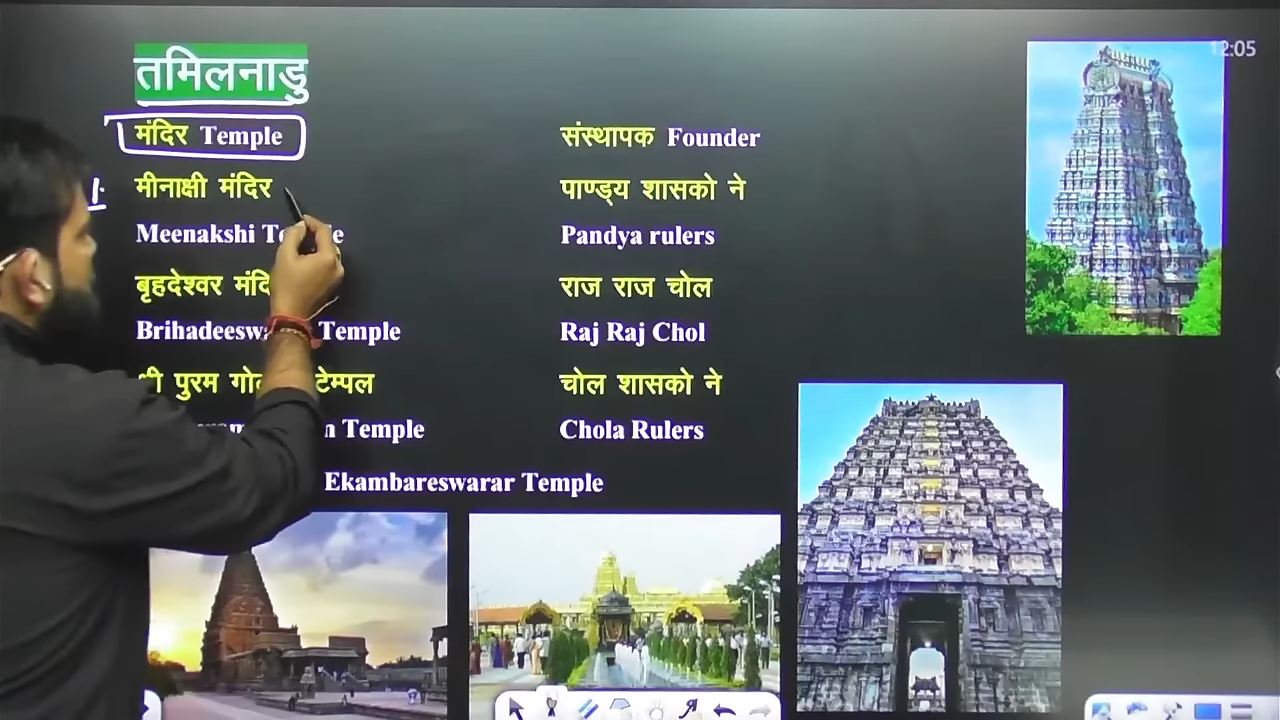 12:05
तमिलनाडु
मंदिर Temple
संस्थापक Founder
1.
मीनाक्षी मंदिर
पाण्ड्य शासको ने
Meenakshi
Pandya rulers
बृहदेश्वर
राज राज चोल
Temple
Raj Raj Chol
पुरम टेम्पल
चोल शासको ने
Temple
Chola Rulers
Ekambareswarar Temple